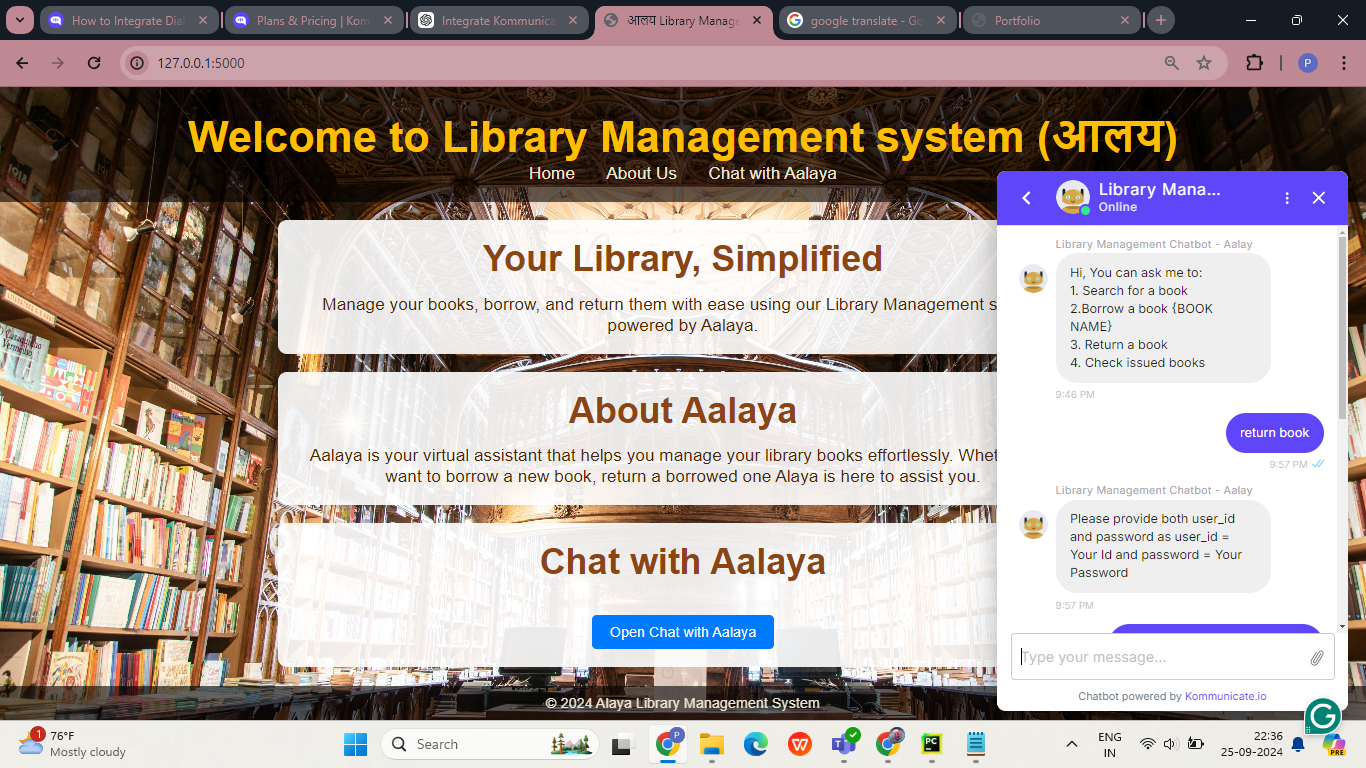 How to Integrate Dial
Plans & Pricing | Kom
Integrate Kommunica
आलय Library Manage
google translate - Go
Portfolio
127.0.0.1:5000
P
Welcome to Library Management system (आलय)
Home About Us Chat with Aalaya
Your Library, Simplified
Manage your books, borrow, and return them with ease using our Library Management s
powered by Aalaya.
About Aalaya
Aalaya is your virtual assistant that helps you manage your library books effortlessly. Whet
want to borrow a new book, return a borrowed one Alaya is here to assist you.
Chat with Aalaya
Open Chat with Aalaya
© 2024 Alaya Library Management System
Library Mana...
Online
Library Management Chatbot - Aalay
Hi, You can ask me to:
1. Search for a book
2.Borrow a book {BOOK
NAME}
3. Return a book
4. Check issued books
9:46 PM
return book
9:57 PM
Library Management Chatbot - Aalay
Please provide both user_id
and password as user_id =
Your Id and password = Your
Password
9:57 PM
Type your message...
Chatbot powered by Kommunicate.io
1
76°F
Mostly cloudy
Search
P
PC
PRE
ENG
IN
22:36
25-09-2024